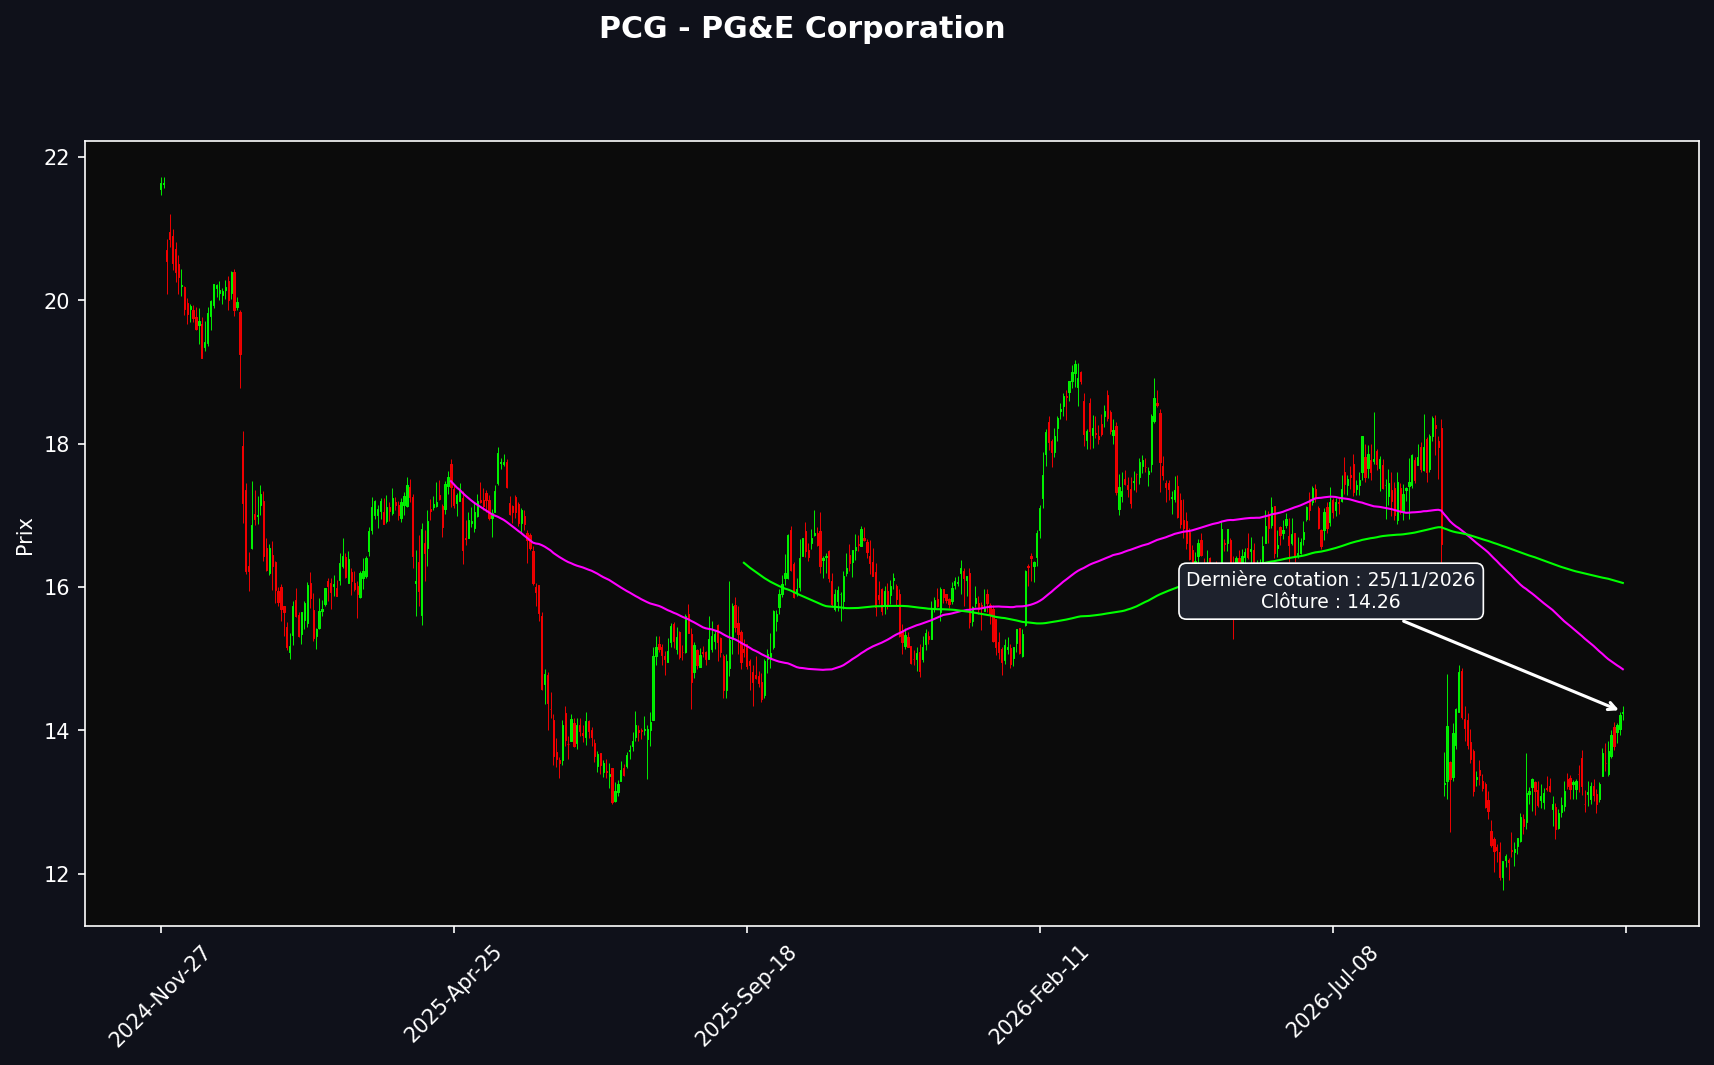 PCG - PG&E Corporation
22
20
18
16
14
12
Prix
Dernière cotation : 25/11/2026
Clôture : 14.26
2024-Nov-27
2025-Apr-25
2025-Sep-18
2026-Feb-11
2026-Jul-08